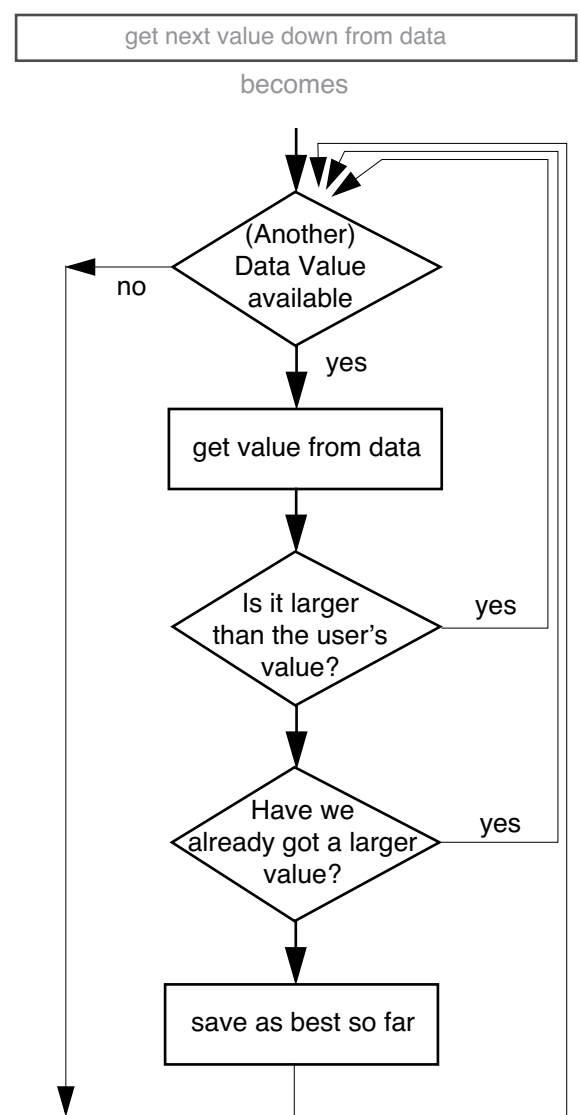 get next value down from data
becomes
(Another)
Data Value
available
no
yes
get value from data
Is it larger
than the user's
value?
yes
Have we
already got a larger
value?
yes
save as best so far